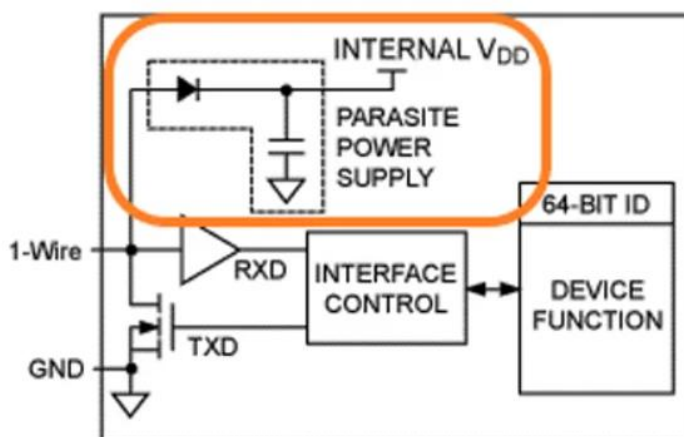 INTERNAL VDD
PARASITE
POWER
SUPPLY
64-BIT ID
1-Wire
RXD
INTERFACE
CONTROL
DEVICE
FUNCTION
TXD
GND